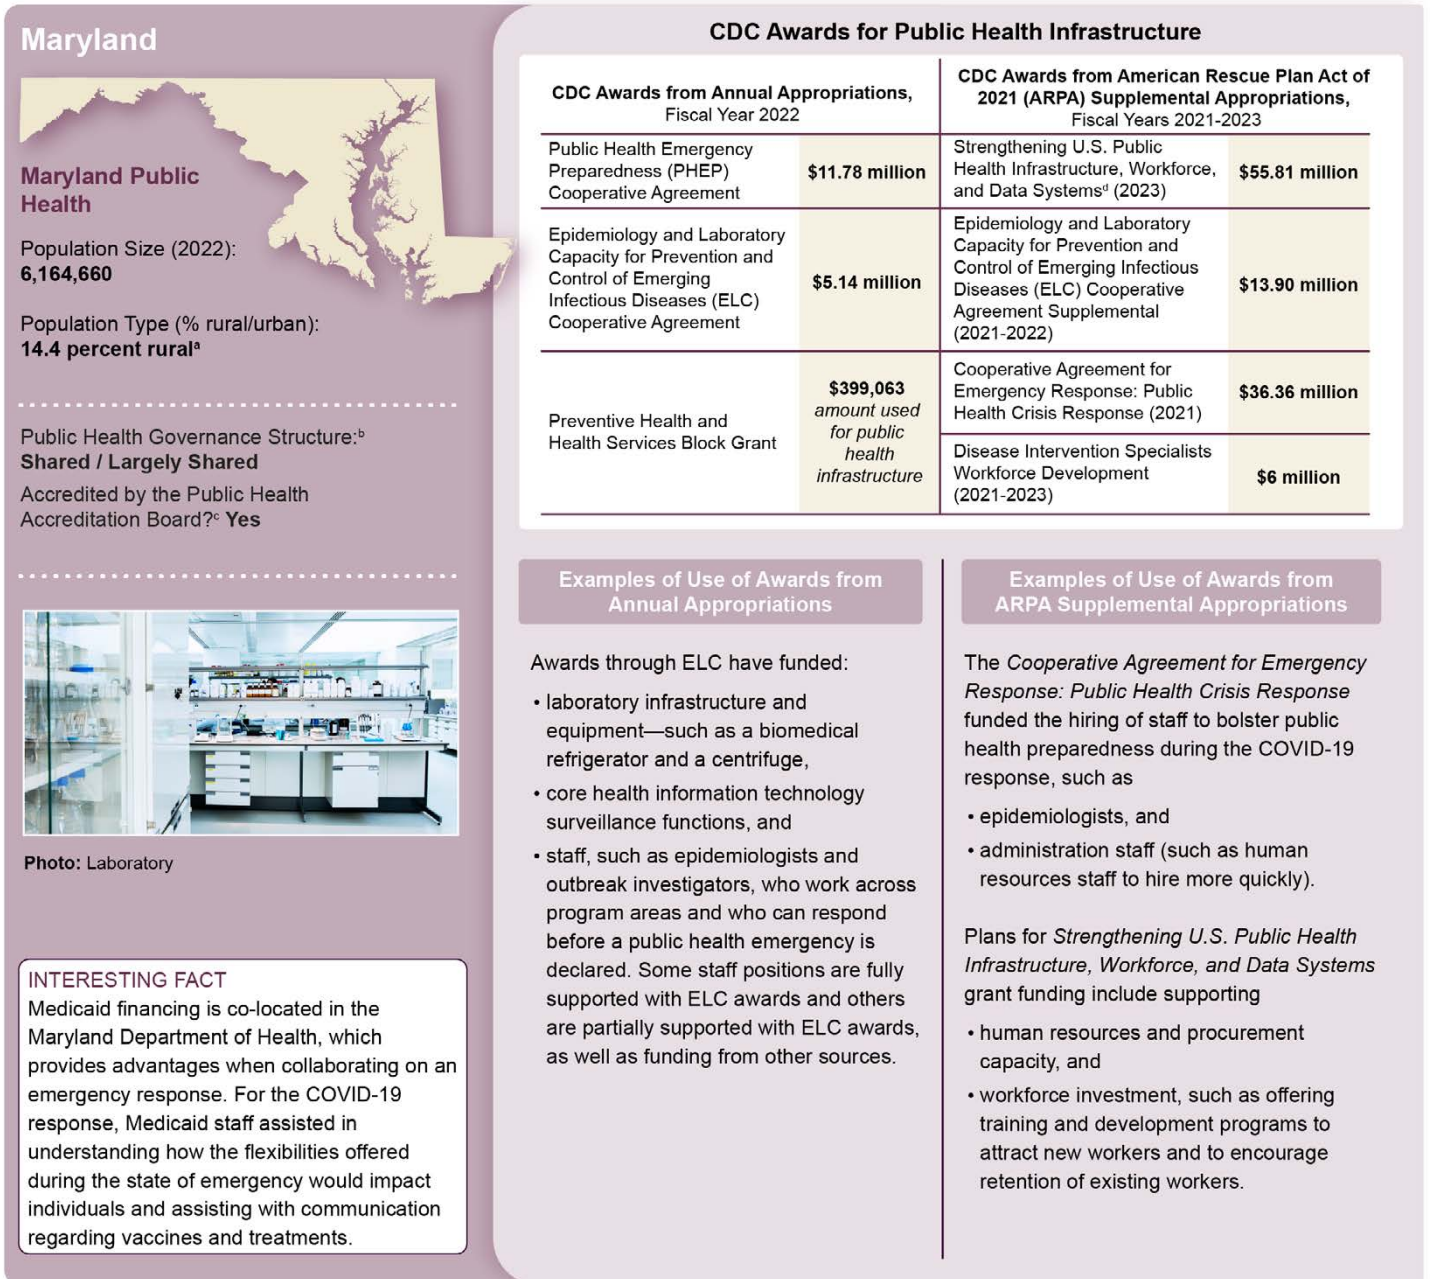 Maryland
Maryland Public
Health
Population Size (2022):
6,164,660
Population Type (% rural/urban):
14.4 percent ruralᵃ
Public Health Governance Structure:ᵇ
Shared / Largely Shared
Accredited by the Public Health
Accreditation Board?ᶜ Yes
Photo: Laboratory
INTERESTING FACT
Medicaid financing is co-located in the
Maryland Department of Health, which
provides advantages when collaborating on an
emergency response. For the COVID-19
response, Medicaid staff assisted in
understanding how the flexibilities offered
during the state of emergency would impact
individuals and assisting with communication
regarding vaccines and treatments.
CDC Awards for Public Health Infrastructure
CDC Awards from Annual Appropriations,
Fiscal Year 2022
Public Health Emergency
Preparedness (PHEP)
Cooperative Agreement
$11.78 million
Epidemiology and Laboratory
Capacity for Prevention and
Control of Emerging
Infectious Diseases (ELC)
Cooperative Agreement
$5.14 million
Preventive Health and
Health Services Block Grant
$399,063
amount used
for public
health
infrastructure
CDC Awards from American Rescue Plan Act of
2021 (ARPA) Supplemental Appropriations,
Fiscal Years 2021-2023
Strengthening U.S. Public
Health Infrastructure, Workforce,
and Data Systemsᵈ (2023)
$55.81 million
Epidemiology and Laboratory
Capacity for Prevention and
Control of Emerging Infectious
Diseases (ELC) Cooperative
Agreement Supplemental
(2021-2022)
$13.90 million
Cooperative Agreement for
Emergency Response: Public
Health Crisis Response (2021)
$36.36 million
Disease Intervention Specialists
Workforce Development
(2021-2023)
$6 million
Examples of Use of Awards from
Annual Appropriations
Awards through ELC have funded:
• laboratory infrastructure and
equipment—such as a biomedical
refrigerator and a centrifuge,
• core health information technology
surveillance functions, and
• staff, such as epidemiologists and
outbreak investigators, who work across
program areas and who can respond
before a public health emergency is
declared. Some staff positions are fully
supported with ELC awards and others
are partially supported with ELC awards,
as well as funding from other sources.
Examples of Use of Awards from
ARPA Supplemental Appropriations
The Cooperative Agreement for Emergency
Response: Public Health Crisis Response
funded the hiring of staff to bolster public
health preparedness during the COVID-19
response, such as
• epidemiologists, and
• administration staff (such as human
resources staff to hire more quickly).
Plans for Strengthening U.S. Public Health
Infrastructure, Workforce, and Data Systems
grant funding include supporting
• human resources and procurement
capacity, and
• workforce investment, such as offering
training and development programs to
attract new workers and to encourage
retention of existing workers.